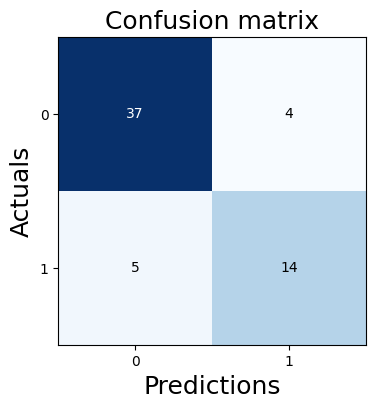 Confusion matrix
Actuals
0
37
4
1
5
14
0
1
Predictions